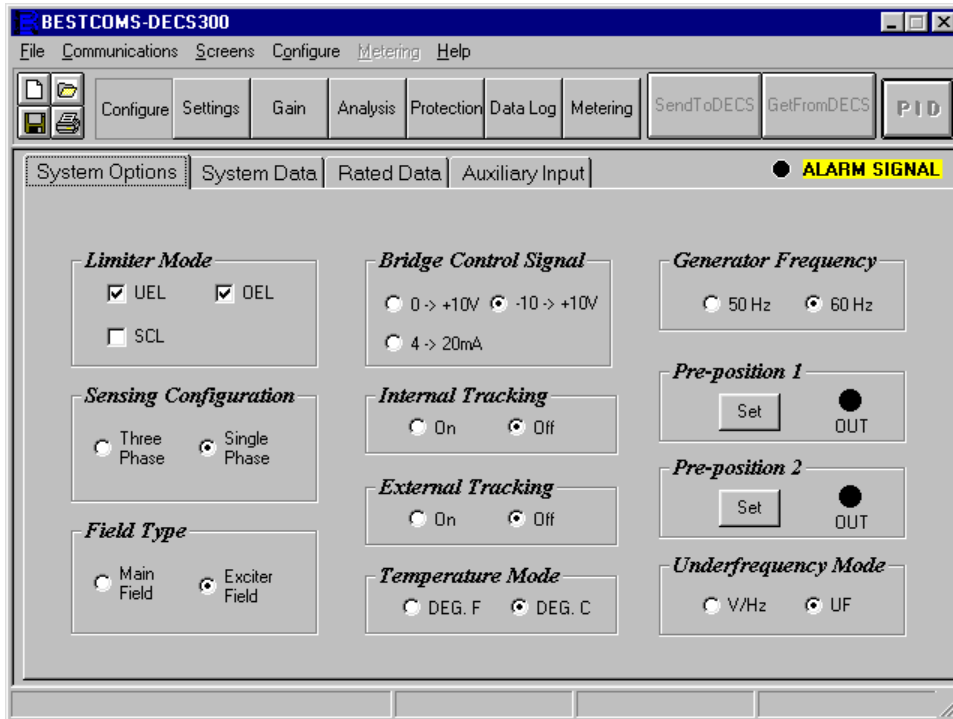 BESTCOMS-DECS300
File Communications Screens Configure Metering Help
Configure Settings Gain Analysis Protection Data Log Metering SendToDECS GetFromDECS PID
System Options System Data Rated Data Auxiliary Input ALARM SIGNAL
Limiter Mode
UEL OEL
SCL
Sensing Configuration
Three Phase Single Phase
Field Type
Main Field Exciter Field
Bridge Control Signal
0 -> +10V -10 -> +10V
4 -> 20mA
Internal Tracking
On Off
External Tracking
On Off
Temperature Mode
DEG. F DEG. C
Generator Frequency
50 Hz 60 Hz
Pre-position 1
Set OUT
Pre-position 2
Set OUT
Underfrequency Mode
V/Hz UF